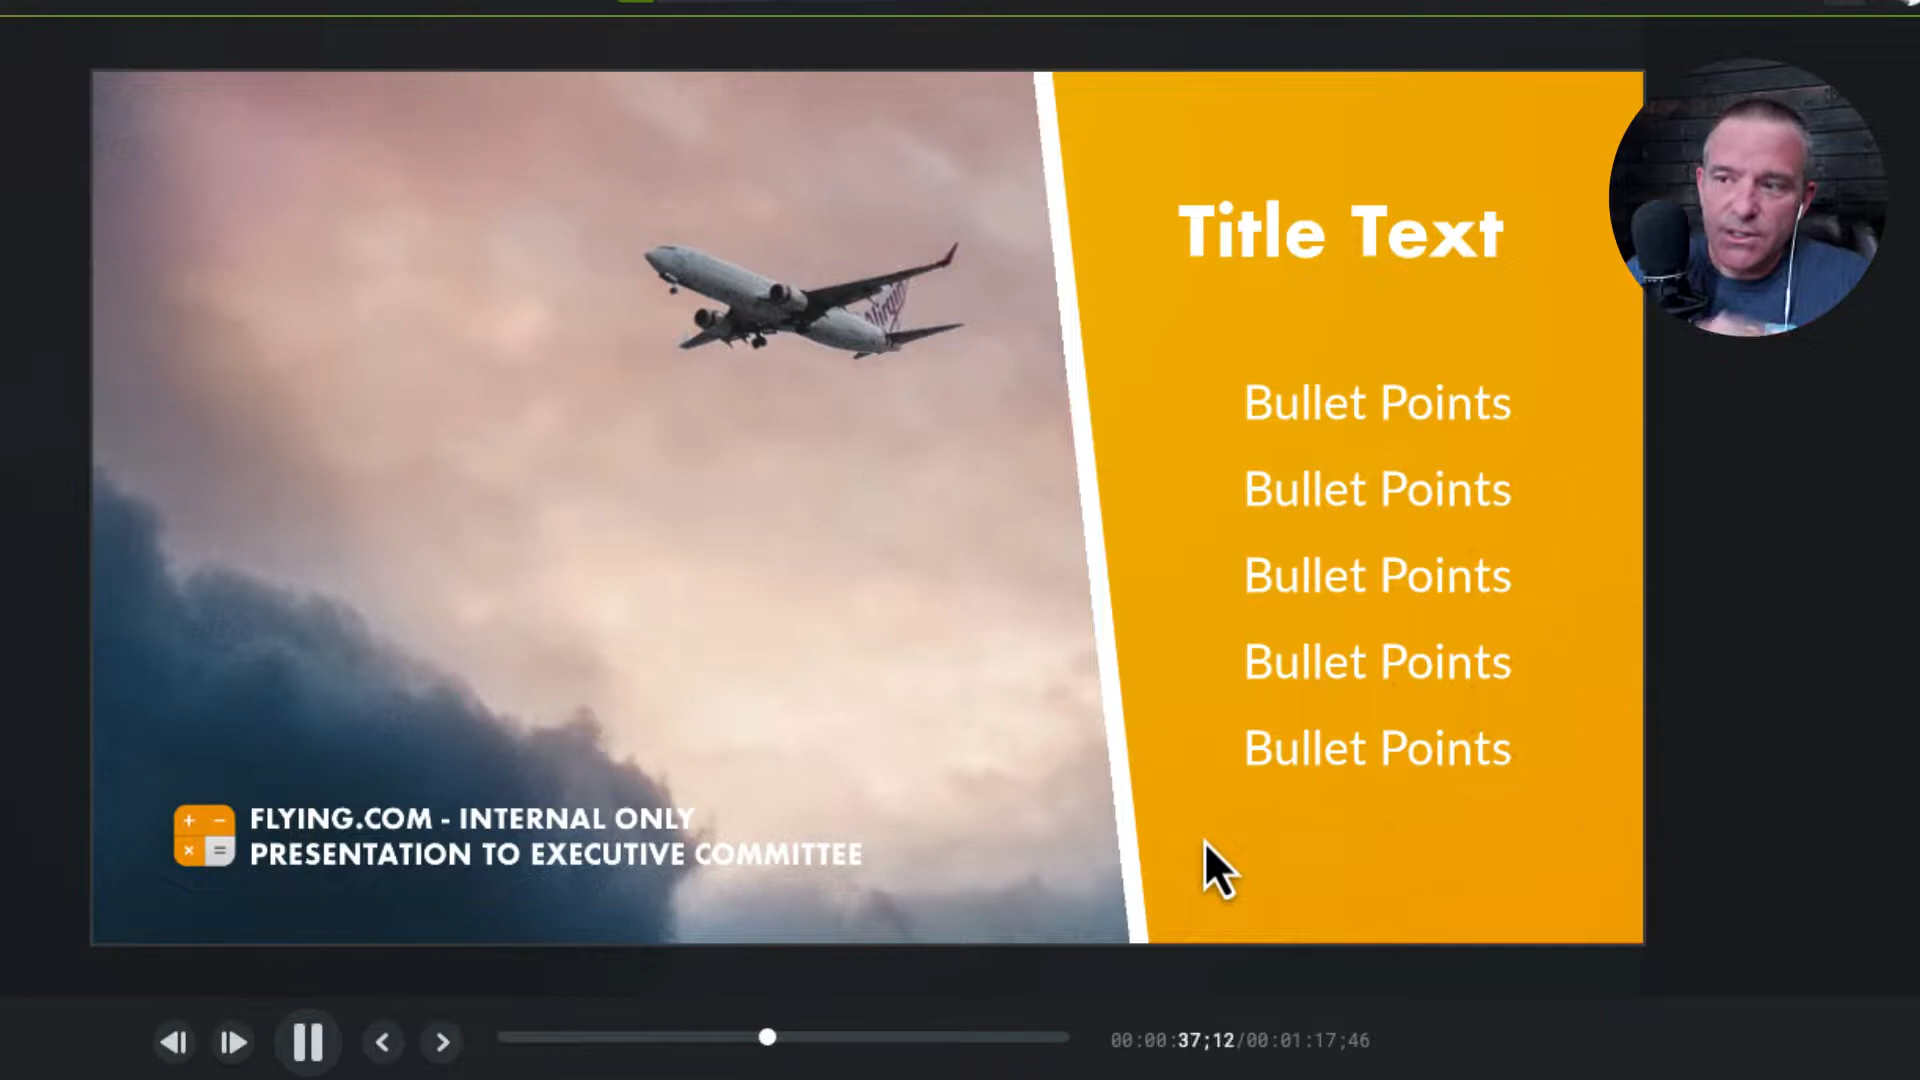 Virgin
Title Text
Bullet Points
Bullet Points
Bullet Points
Bullet Points
Bullet Points
FLYING.COM - INTERNAL ONLY
PRESENTATION TO EXECUTIVE COMMITTEE
00:00:37;12/00:01:17;46